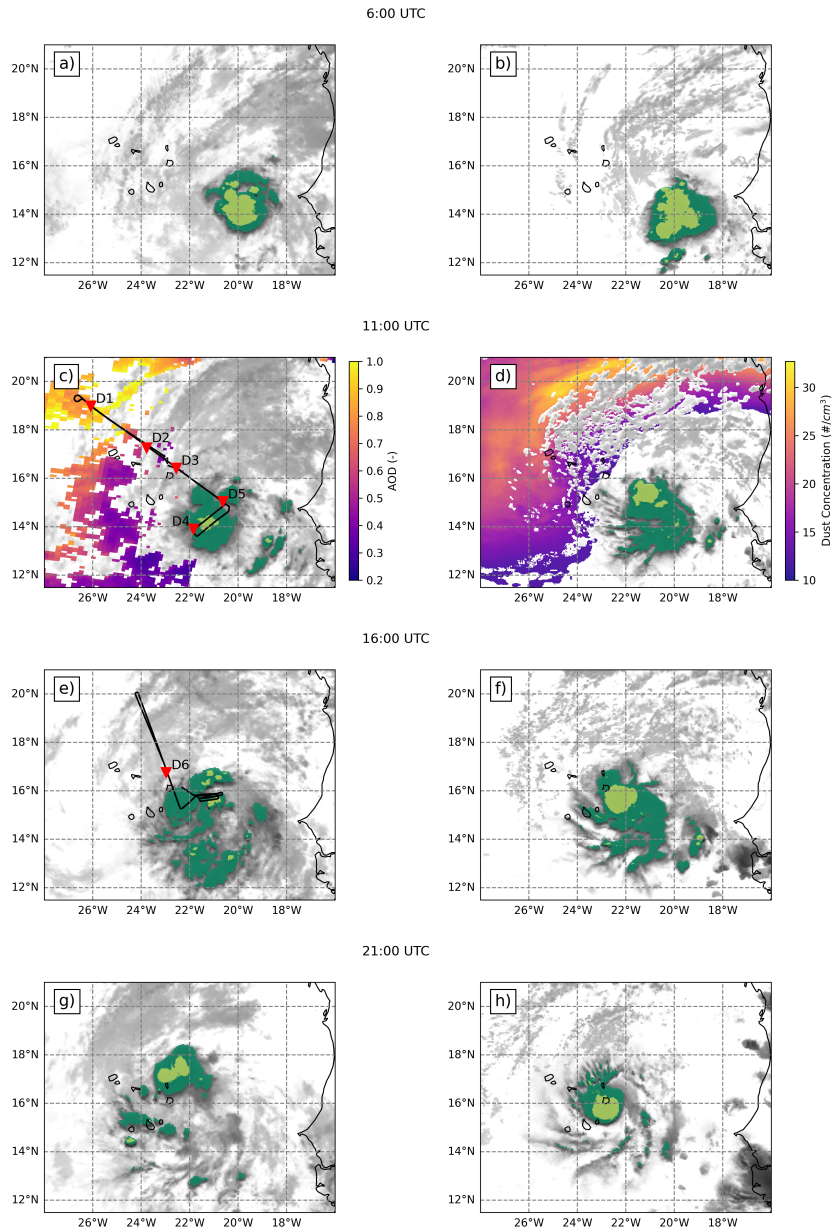 6:00 UTC
a)
b)
20°N
18°N
16°N
14°N
12°N
26°W 24°W 22°W 20°W 18°W
20°N
18°N
16°N
14°N
12°N
26°W 24°W 22°W 20°W 18°W
11:00 UTC
c)
D1
D2
D3
D5
D4
20°N
18°N
16°N
14°N
12°N
26°W 24°W 22°W 20°W 18°W
1.0
0.9
0.8
0.7
0.6
0.5
0.4
0.3
0.2
AOD (-)
d)
20°N
18°N
16°N
14°N
12°N
26°W 24°W 22°W 20°W 18°W
30
25
20
15
10
Dust Concentration (#/cm³)
16:00 UTC
e)
D6
20°N
18°N
16°N
14°N
12°N
26°W 24°W 22°W 20°W 18°W
f)
20°N
18°N
16°N
14°N
12°N
26°W 24°W 22°W 20°W 18°W
21:00 UTC
g)
20°N
18°N
16°N
14°N
12°N
26°W 24°W 22°W 20°W 18°W
h)
20°N
18°N
16°N
14°N
12°N
26°W 24°W 22°W 20°W 18°W